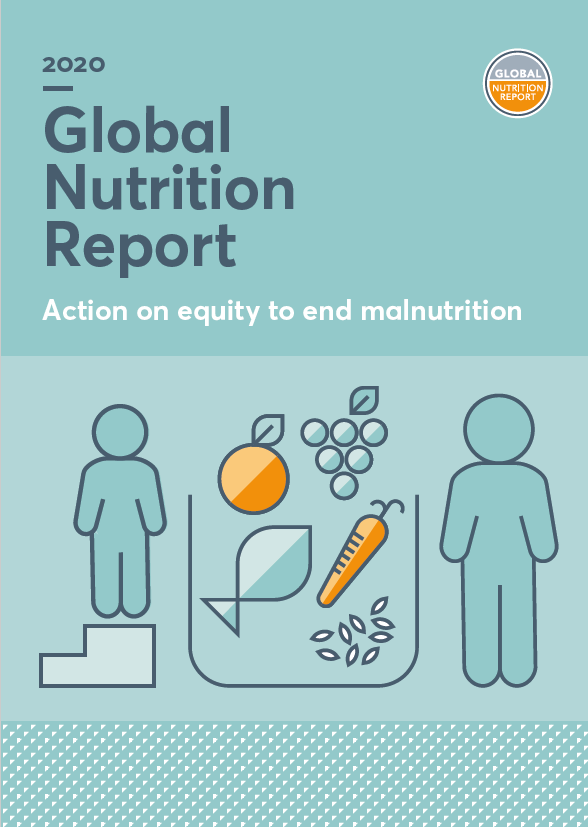 2020
GLOBAL
NUTRITION
REPORT
Global
Nutrition
Report
Action on equity to end malnutrition